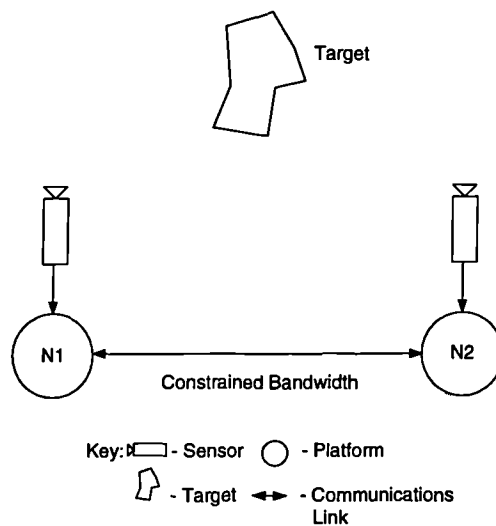 Target
N1
N2
Constrained Bandwidth
Key: - Sensor - Platform
- Target - Communications
Link